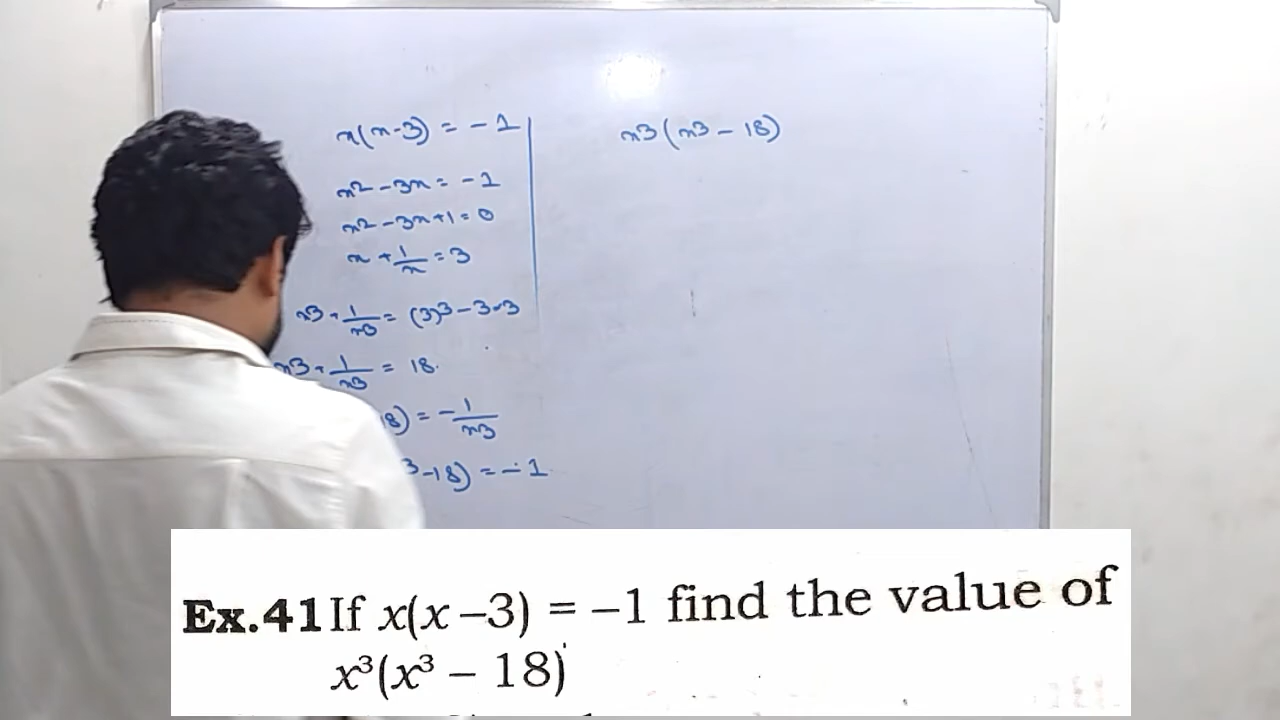 x(x-3) = -1
x2 - 3x = -1
x2 - 3x + 1 = 0
x + 1/x = 3
x3 + 1/x3 = (3)3 - 3×3
x3 + 1/x3 = 18.
8) = - 1/x3
3-18) = -1
x3(x3 - 18)
Ex.41 If x(x–3) = –1 find the value of
x³(x³ – 18)